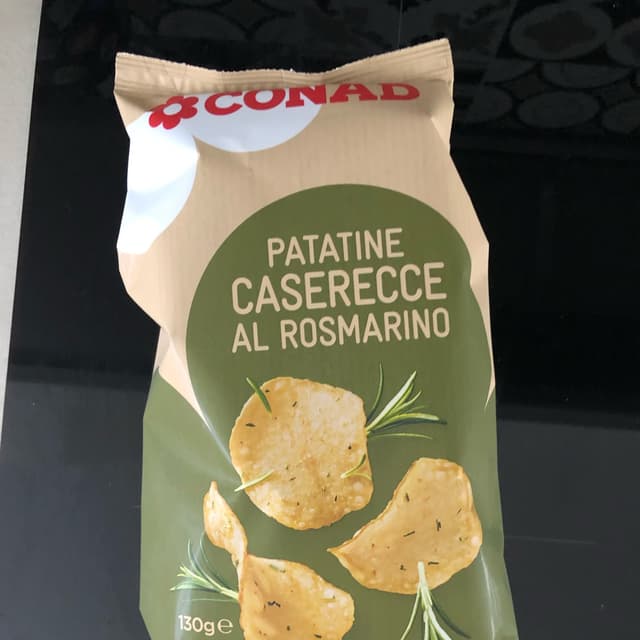 CONAD
PATATINE
CASERECCE
AL ROSMARINO
130g e